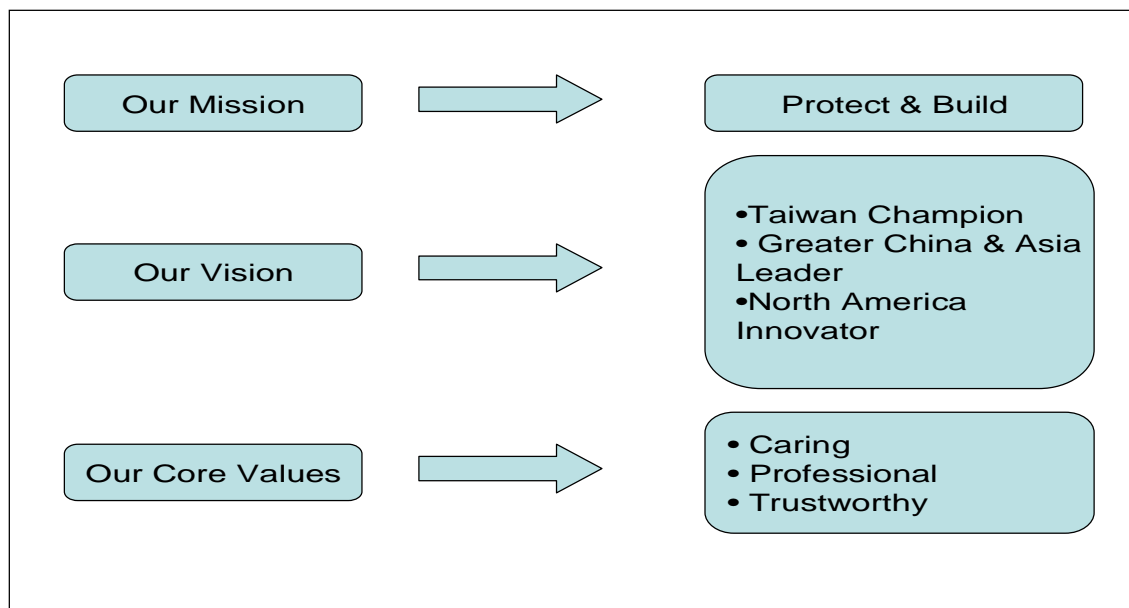 Our Mission
Protect & Build
Our Vision
•Taiwan Champion
• Greater China & Asia
Leader
•North America
Innovator
Our Core Values
• Caring
• Professional
• Trustworthy